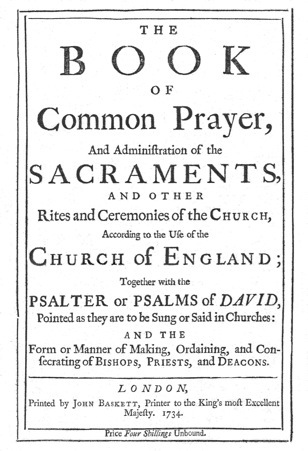 THE
BOOK
OF
Common Prayer,
And Adminiſtration of the
SACRAMENTS,
AND OTHER
Rites and Ceremonies of the CHURCH,
According to the Uſe of the
CHURCH of ENGLAND;
Together with the
PSALTER or PSALMS of DAVID,
Pointed as they are to be Sung or Said in Churches:
AND THE
Form or Manner of Making, Ordaining, and Con-
ſecrating of BISHOPS, PRIESTS, and DEACONS.
LONDON,
Printed by JOHN BASKETT, Printer to the King's moſt Excellent
Majeſty. 1734.
Price Four Shillings Unbound.